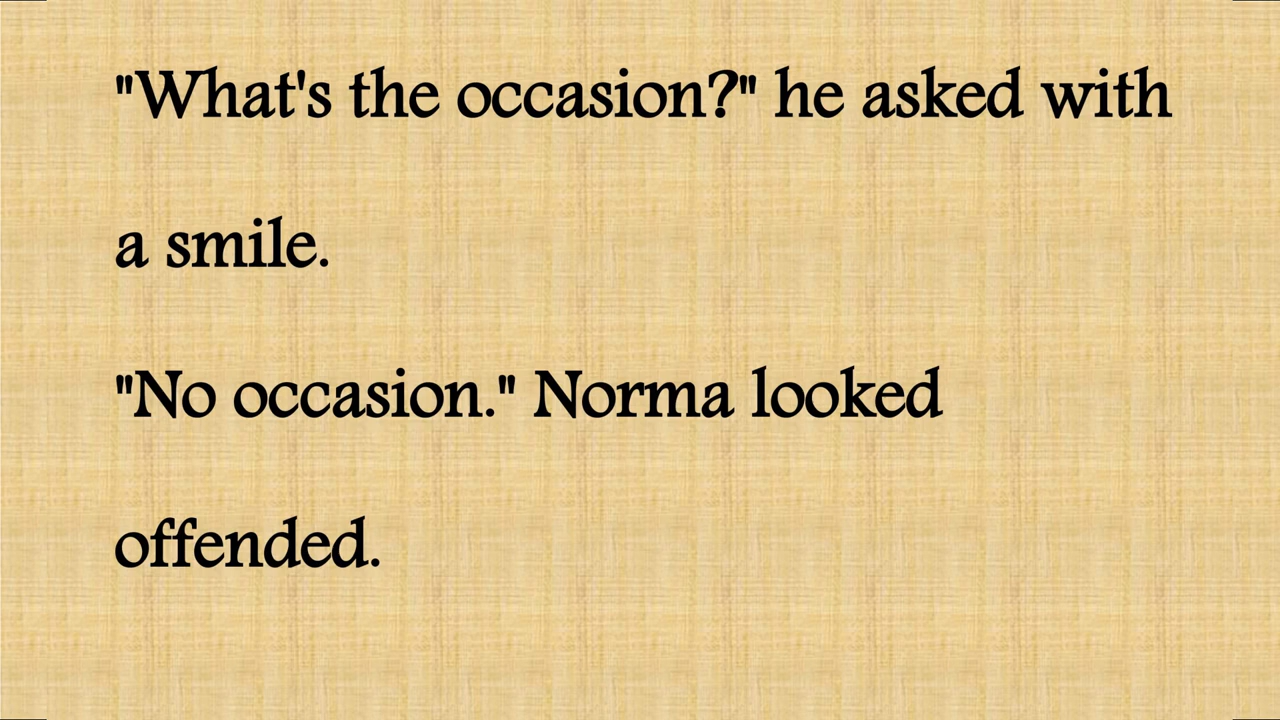 "What's the occasion?" he asked with
a smile.
"No occasion." Norma looked
offended.